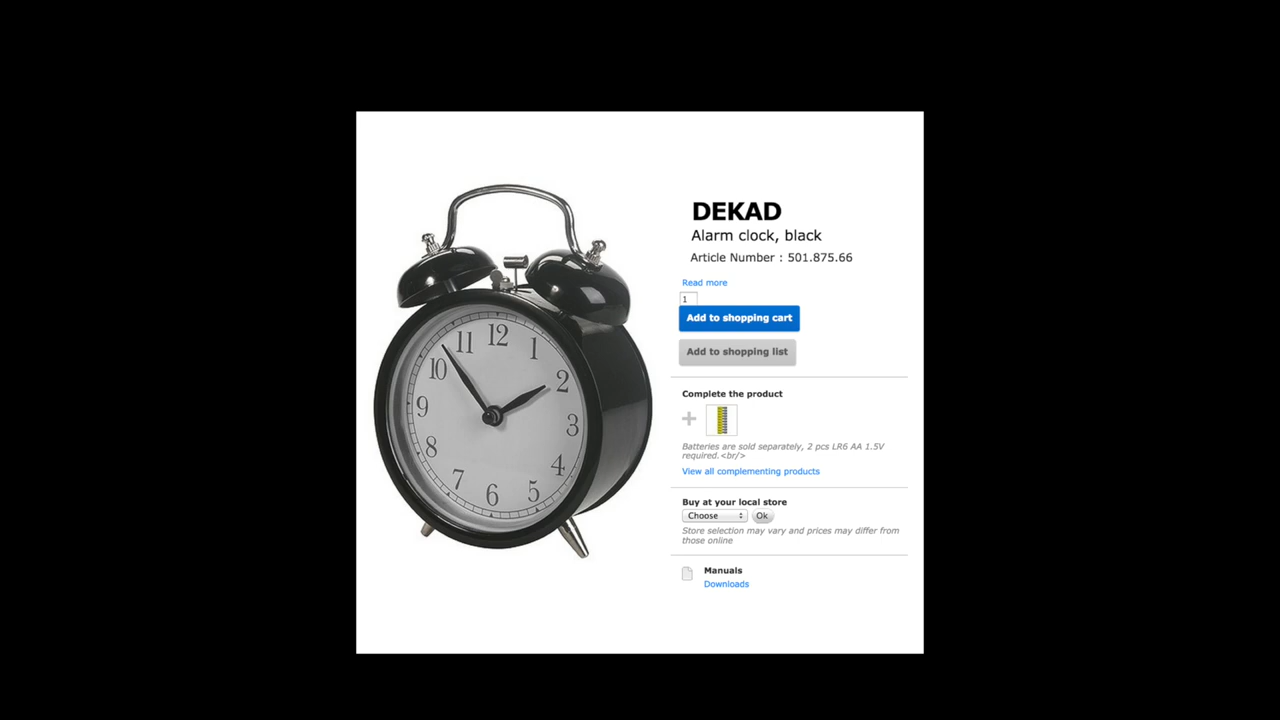 DEKAD
Alarm clock, black
Article Number : 501.875.66
Read more
1
Add to shopping cart
Add to shopping list
Complete the product
Batteries are sold separately, 2 pcs LR6 AA 1.5V
required.<br/>
View all complementing products
Buy at your local store
Choose Ok
Store selection may vary and prices may differ from
those online
Manuals
Downloads
12
11 1
10 2
9 3
8 4
7 5
6